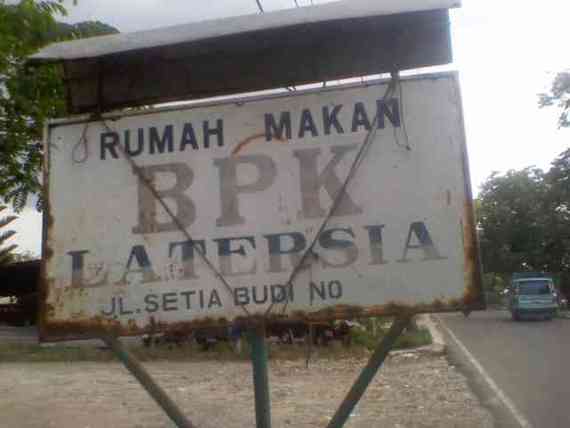 RUMAH MAKAN
BPK
LATERSIA
JL.SETIA BUDI NO